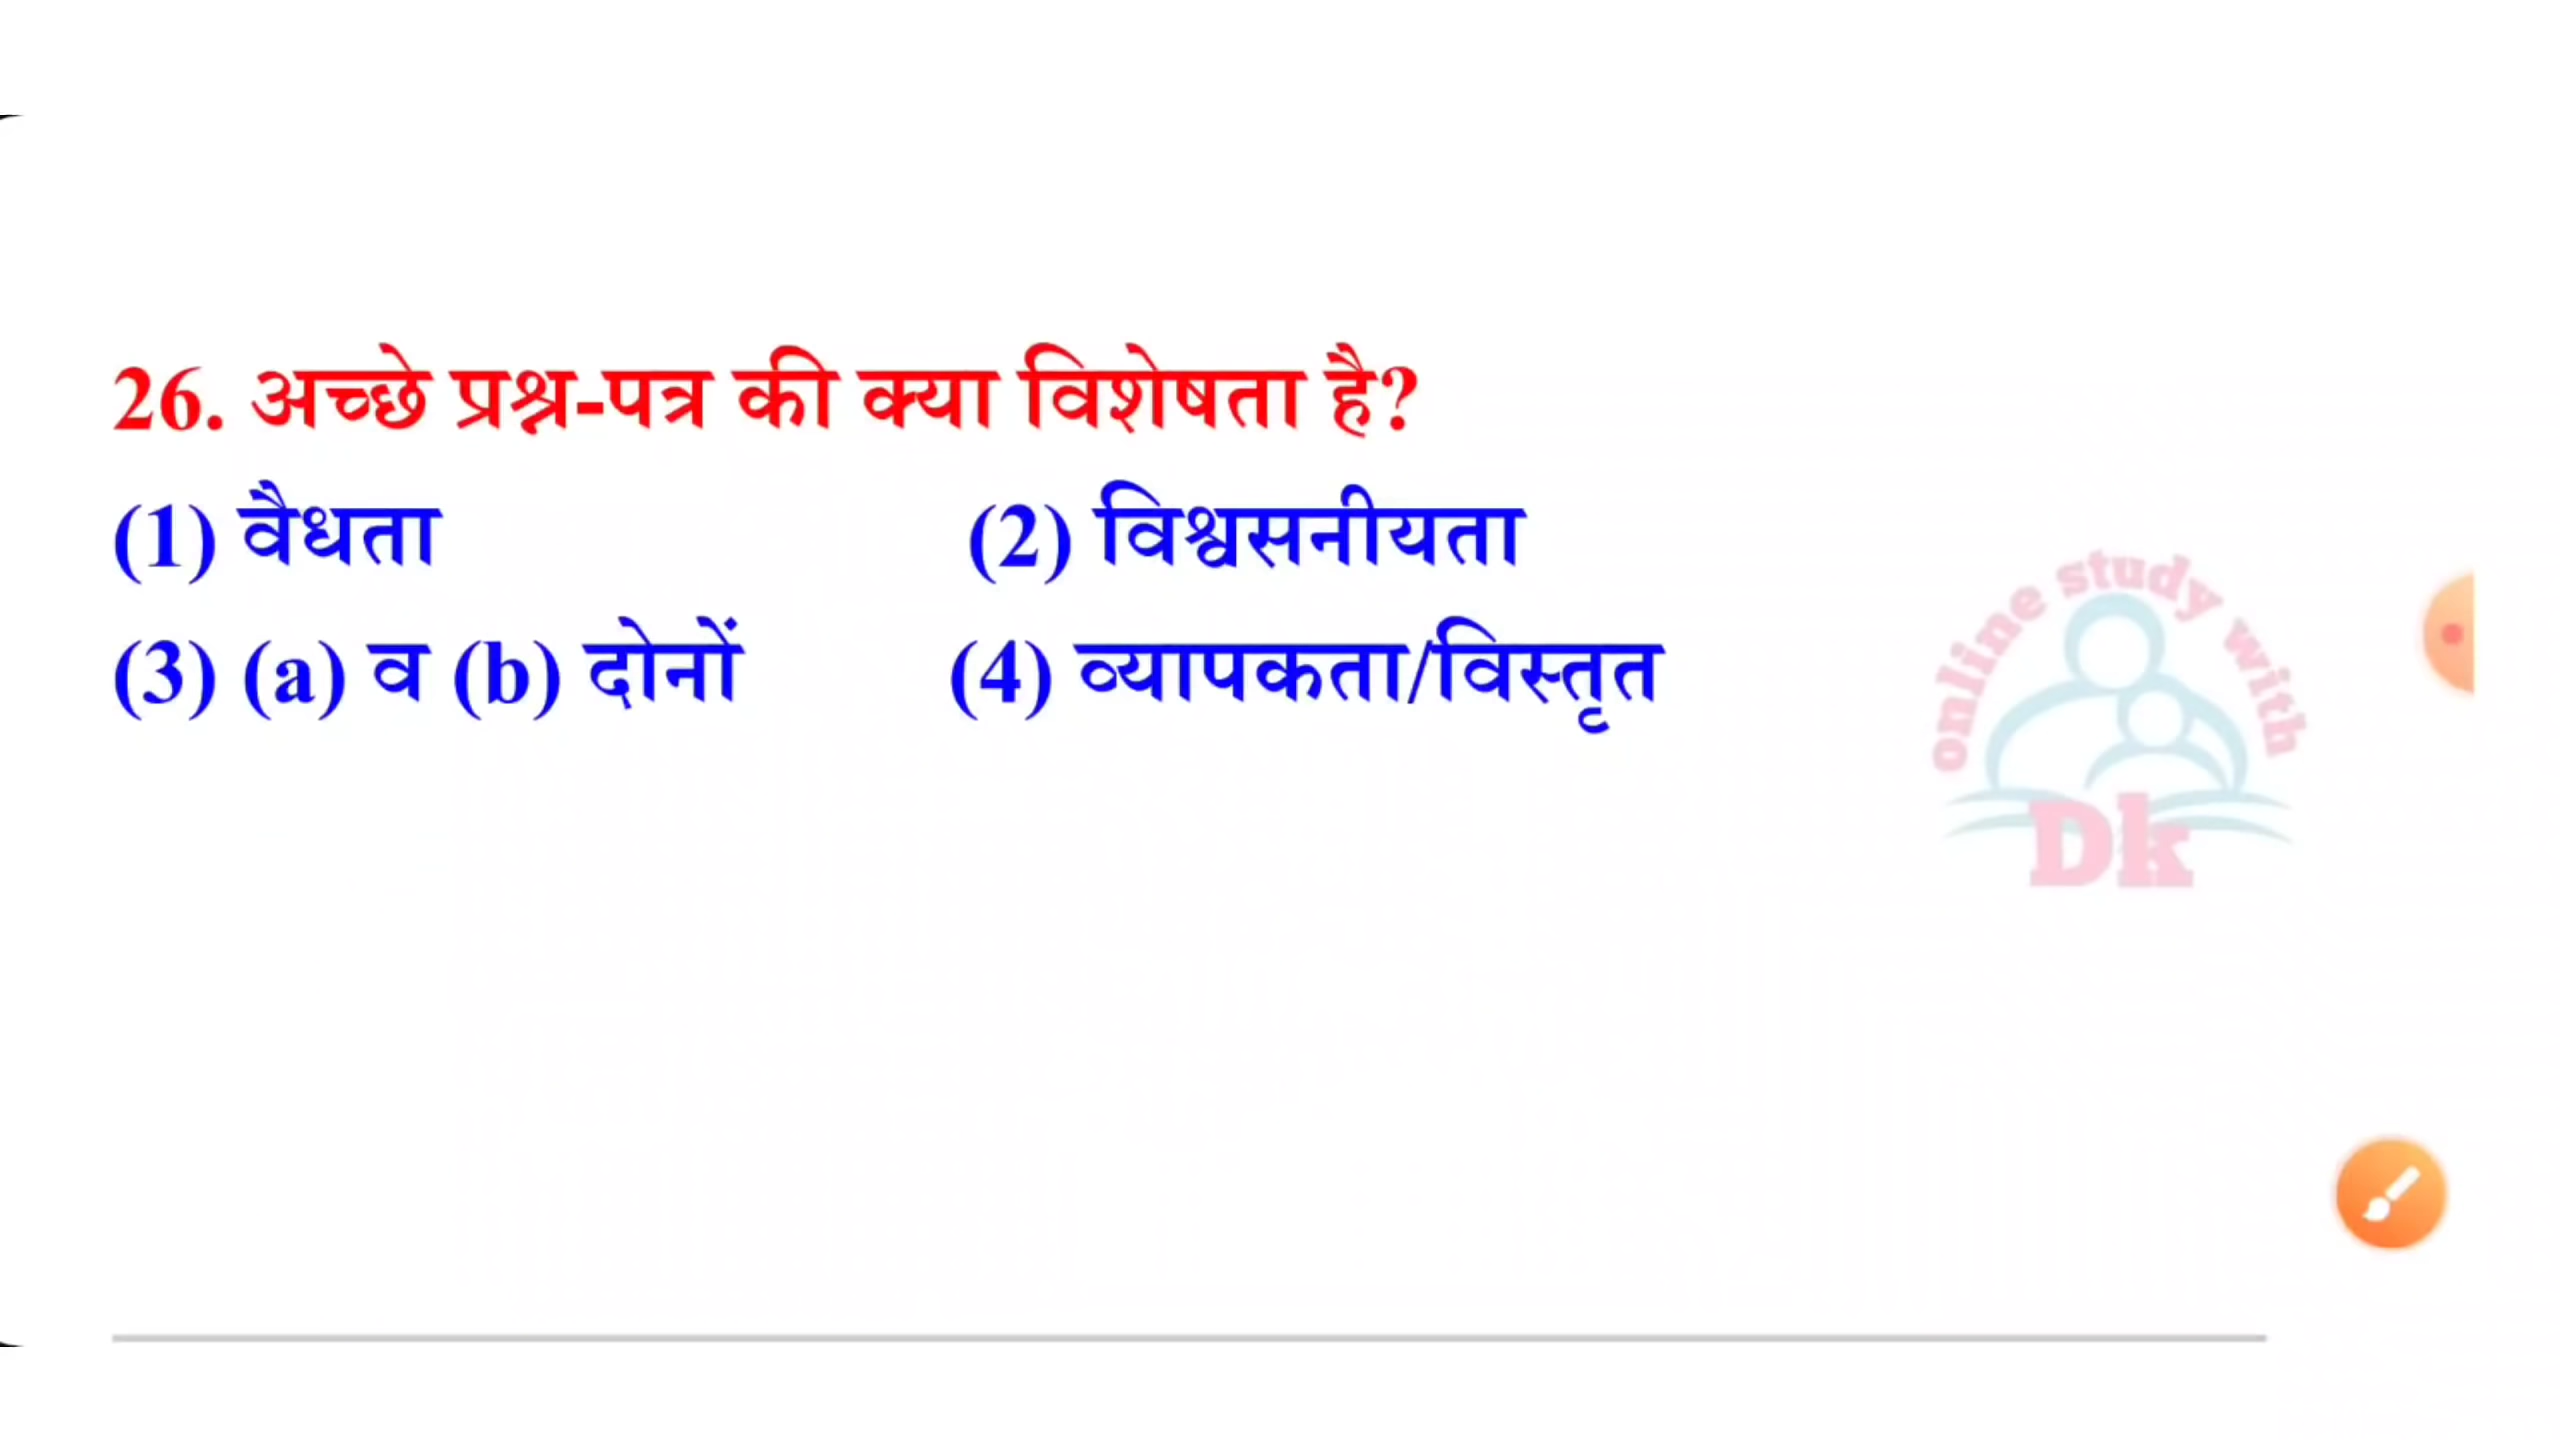 26. अच्छे प्रश्न-पत्र की क्या विशेषता है?
(1) वैधता (2) विश्वसनीयता
(3) (a) व (b) दोनों (4) व्यापकता/विस्तृत
online study with
Dk